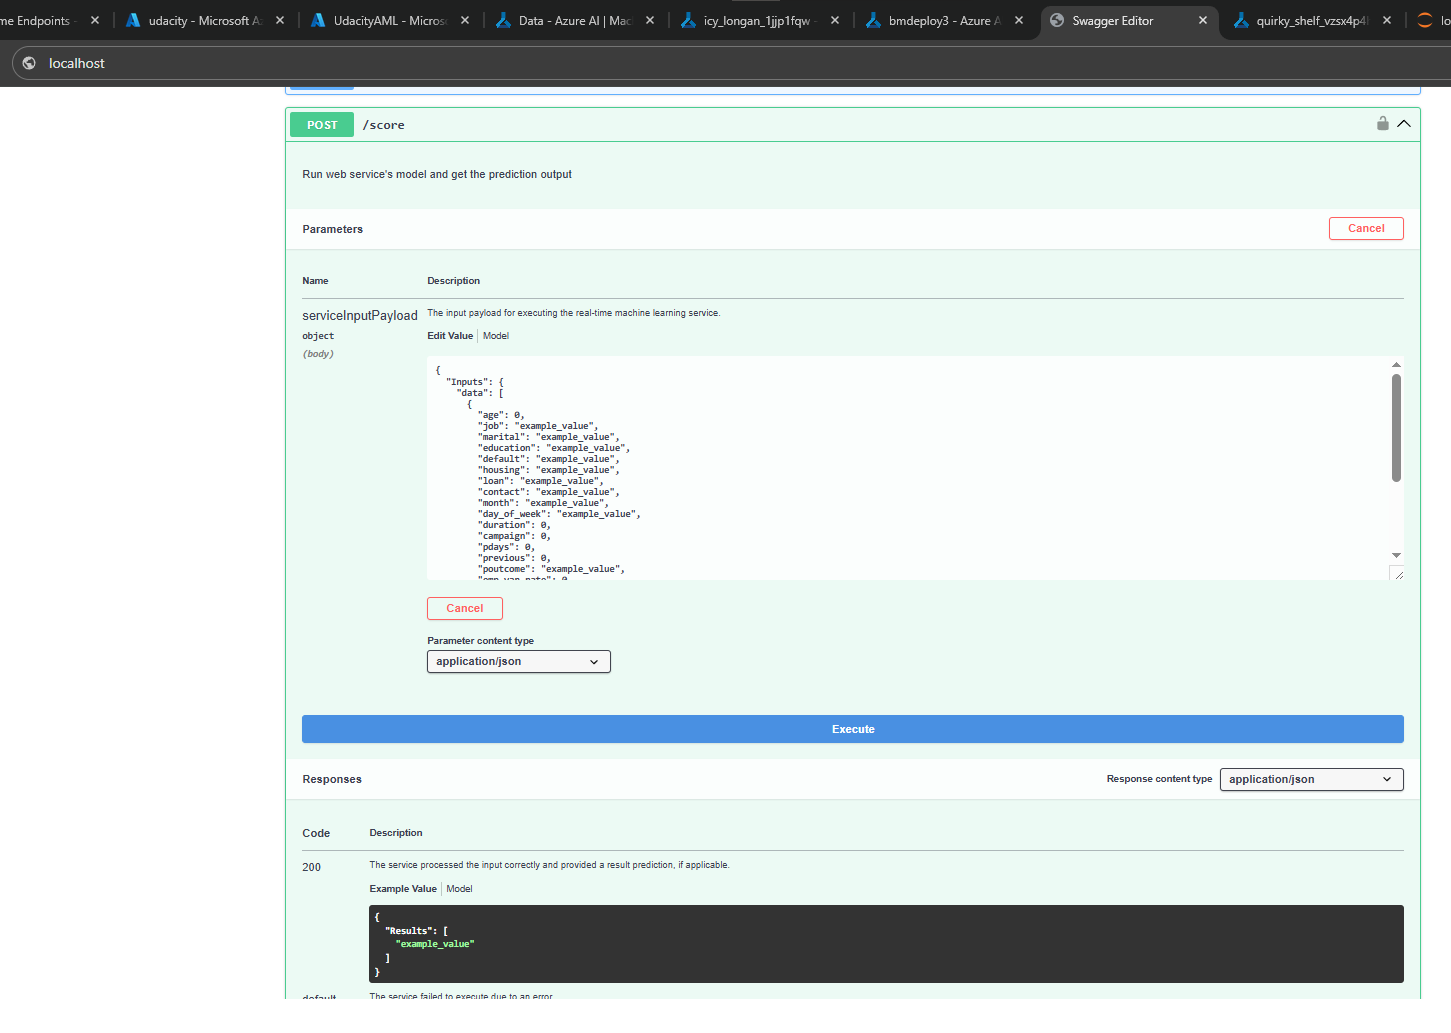 me Endpoints -
udacity - Microsoft Az
UdacityAML - Micros
Data - Azure AI | Mac
icy_longan_1jjp1fqw -
bmdeploy3 - Azure A
Swagger Editor
quirky_shelf_vzsx4p4
lo
localhost
POST /score
Run web service's model and get the prediction output
Parameters
Cancel
Name Description
serviceInputPayload The input payload for executing the real-time machine learning service.
object Edit Value Model
(body)
{
"Inputs": {
"data": [
{
"age": 0,
"job": "example_value",
"marital": "example_value",
"education": "example_value",
"default": "example_value",
"housing": "example_value",
"loan": "example_value",
"contact": "example_value",
"month": "example_value",
"day_of_week": "example_value",
"duration": 0,
"campaign": 0,
"pdays": 0,
"previous": 0,
"poutcome": "example_value",
"emp.var.rate": 0
Cancel
Parameter content type
application/json
Execute
Responses Response content type application/json
Code Description
200 The service processed the input correctly and provided a result prediction, if applicable.
Example Value Model
{
"Results": [
"example_value"
]
}
default The service failed to execute due to an error